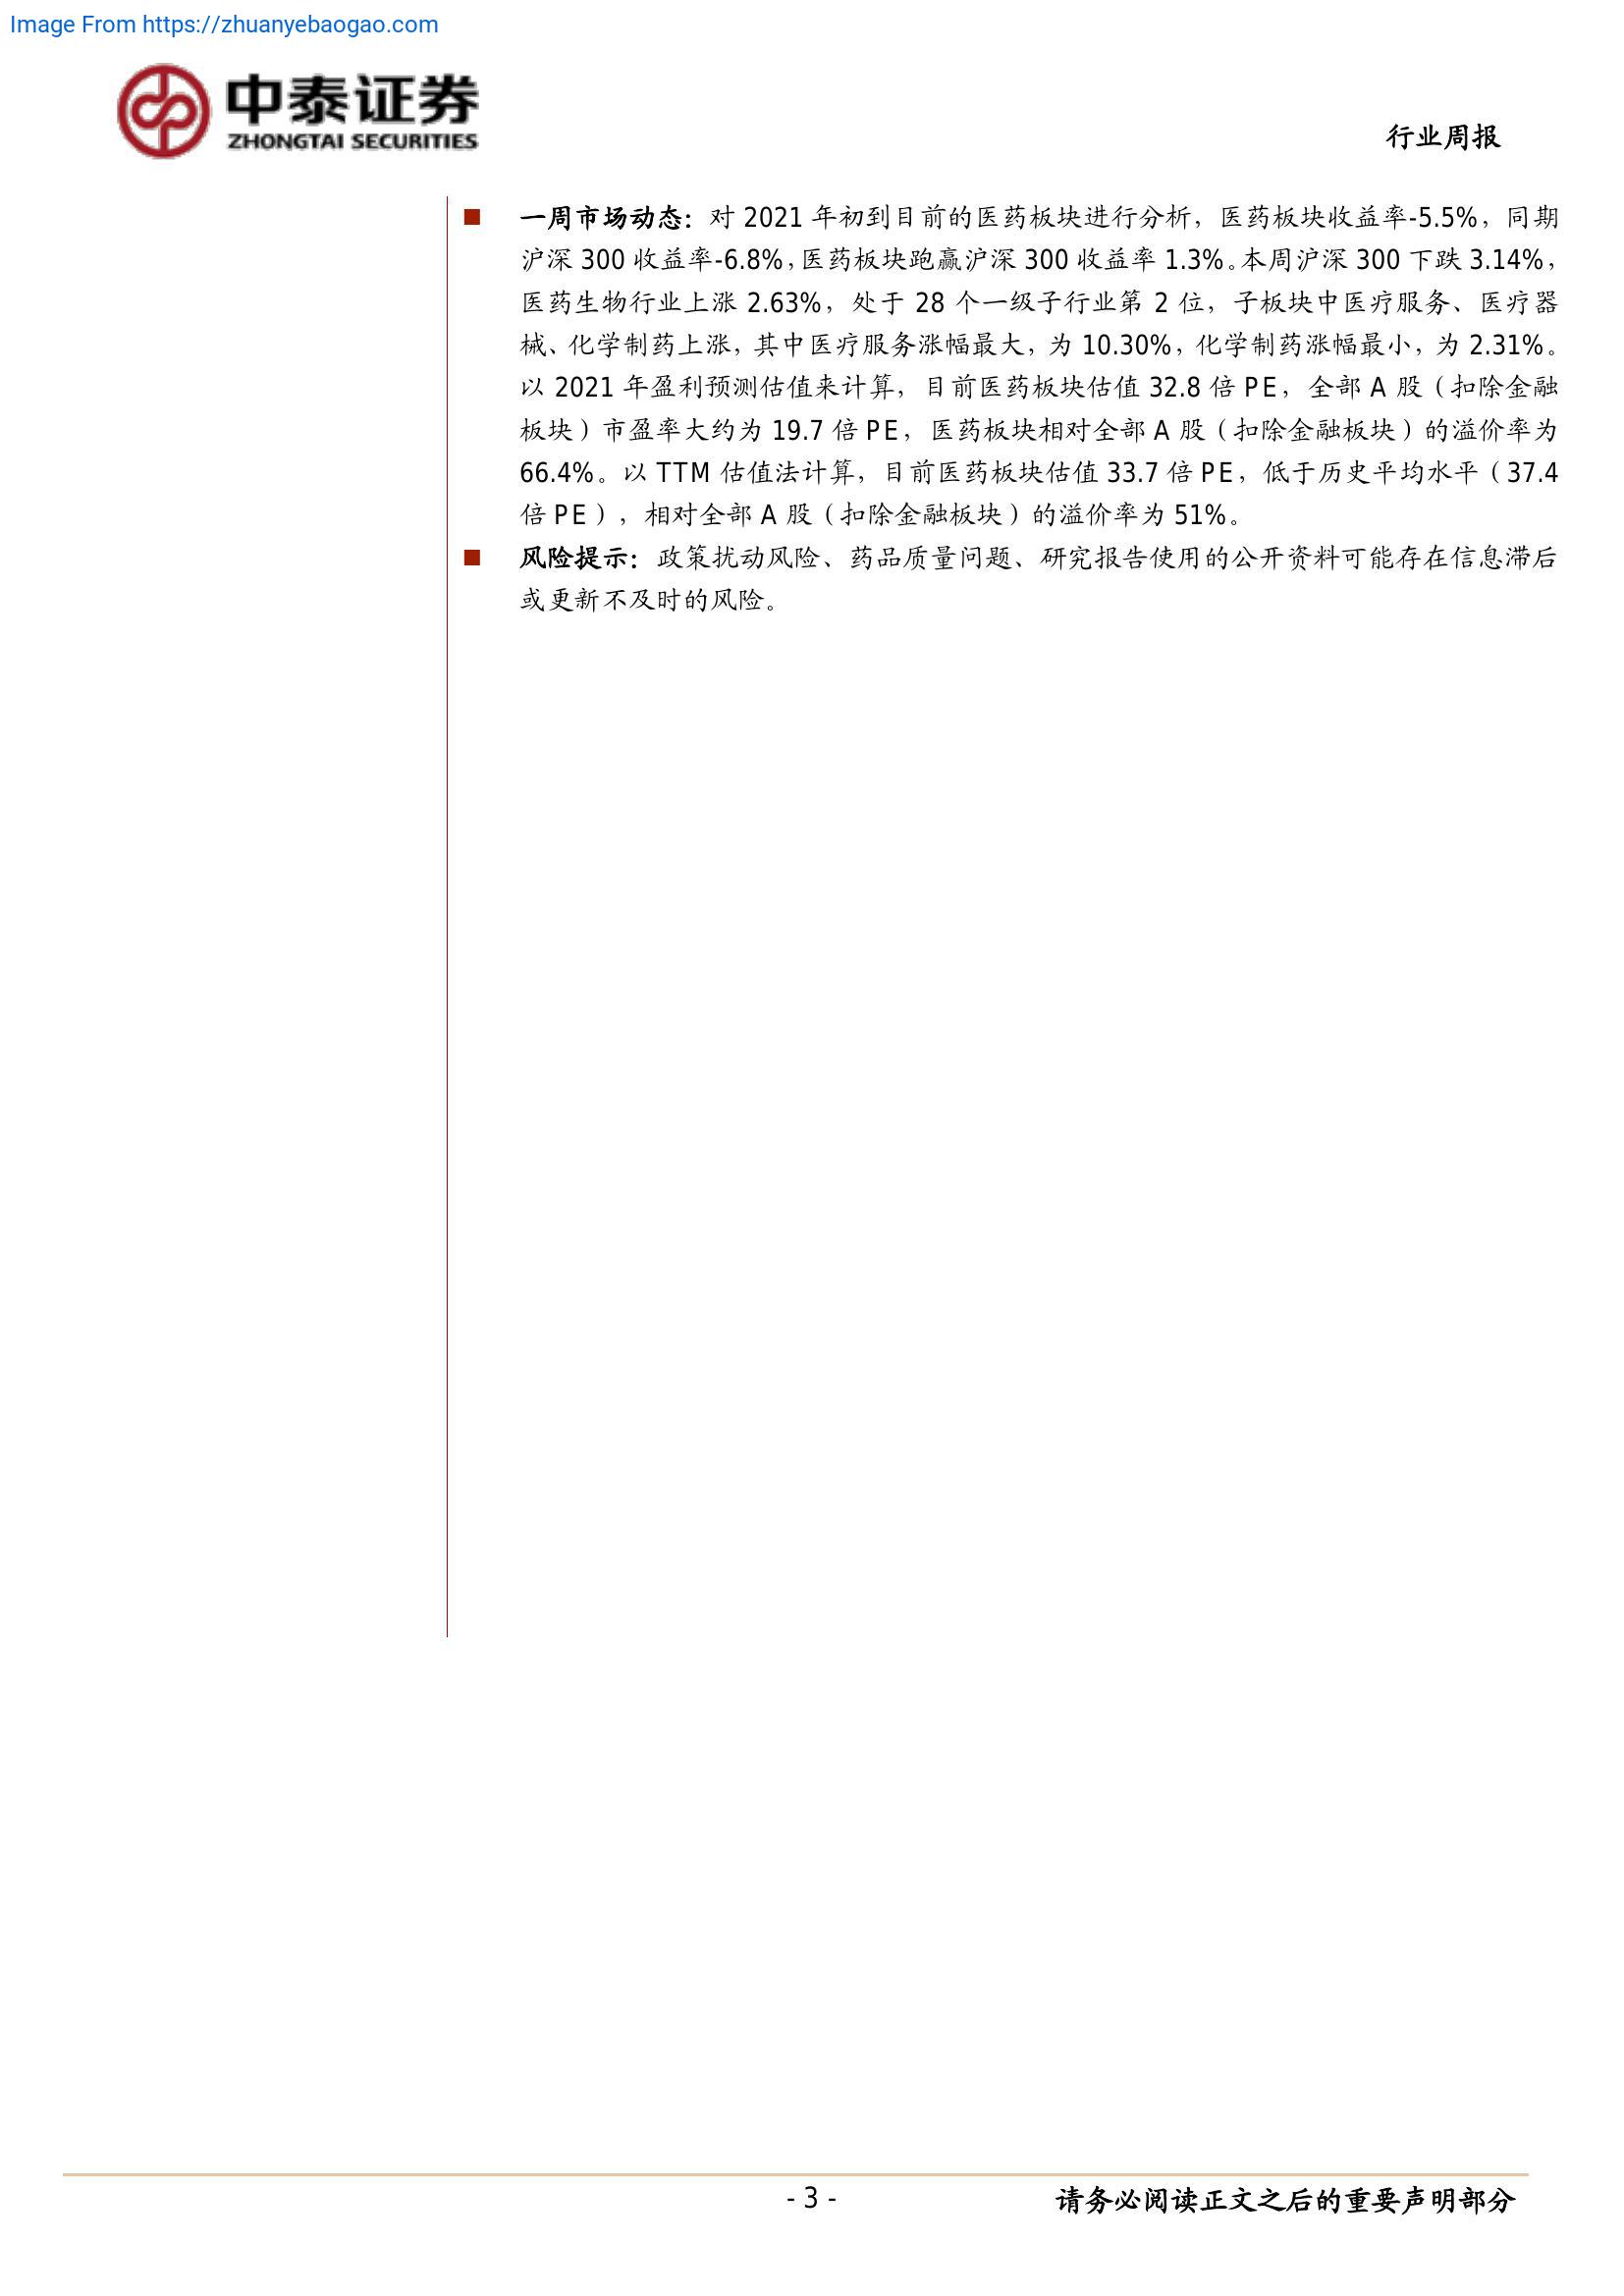 Image From https://zhuanyebaogao.com
中泰证券
ZHONGTAI SECURITIES
行业周报
■ 一周市场动态：对 2021 年初到目前的医药板块进行分析，医药板块收益率-5.5%，同期
沪深 300 收益率-6.8%，医药板块跑赢沪深 300 收益率 1.3%。本周沪深 300 下跌 3.14%，
医药生物行业上涨 2.63%，处于 28 个一级子行业第 2 位，子板块中医疗服务、医疗器
械、化学制药上涨，其中医疗服务涨幅最大，为 10.30%，化学制药涨幅最小，为 2.31%。
以 2021 年盈利预测估值来计算，目前医药板块估值 32.8 倍 PE，全部 A 股（扣除金融
板块）市盈率大约为 19.7 倍 PE，医药板块相对全部 A 股（扣除金融板块）的溢价率为
66.4%。以 TTM 估值法计算，目前医药板块估值 33.7 倍 PE，低于历史平均水平（37.4
倍 PE），相对全部 A 股（扣除金融板块）的溢价率为 51%。
■ 风险提示：政策扰动风险、药品质量问题、研究报告使用的公开资料可能存在信息滞后
或更新不及时的风险。
- 3 -
请务必阅读正文之后的重要声明部分